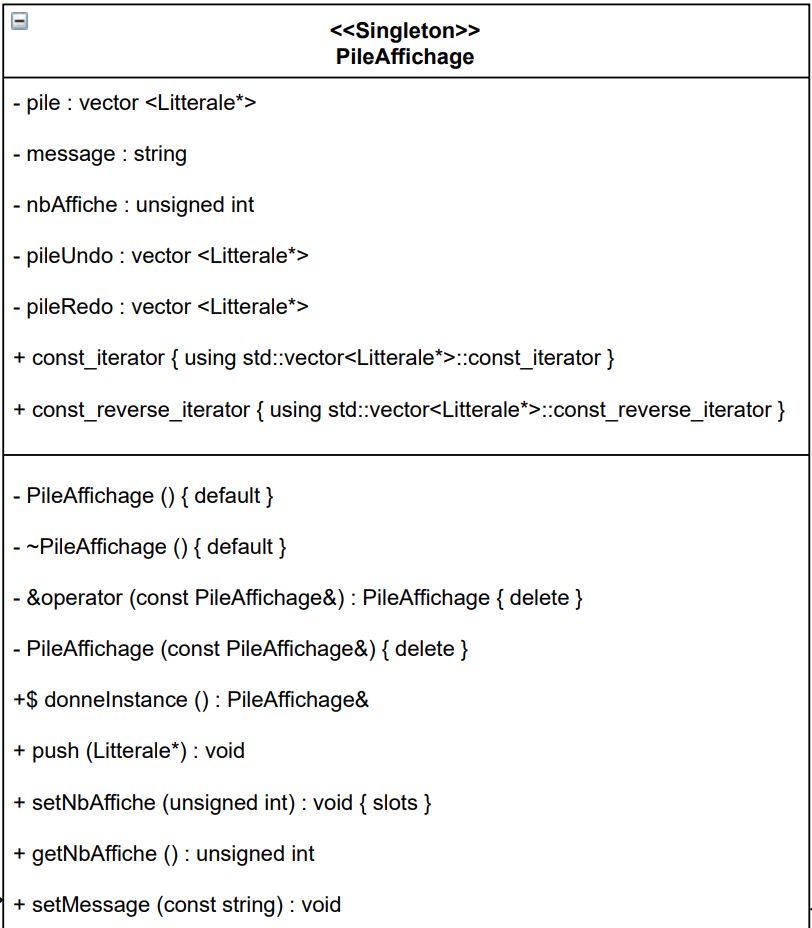 <<Singleton>>
PileAffichage
- pile : vector <Litterale*>
- message : string
- nbAffiche : unsigned int
- pileUndo : vector <Litterale*>
- pileRedo : vector <Litterale*>
+ const_iterator { using std::vector<Litterale*>::const_iterator }
+ const_reverse_iterator { using std::vector<Litterale*>::const_reverse_iterator }
- PileAffichage () { default }
- ~PileAffichage () { default }
- &operator (const PileAffichage&) : PileAffichage { delete }
- PileAffichage (const PileAffichage&) { delete }
+$ donneInstance () : PileAffichage&
+ push (Litterale*) : void
+ setNbAffiche (unsigned int) : void { slots }
+ getNbAffiche () : unsigned int
+ setMessage (const string) : void